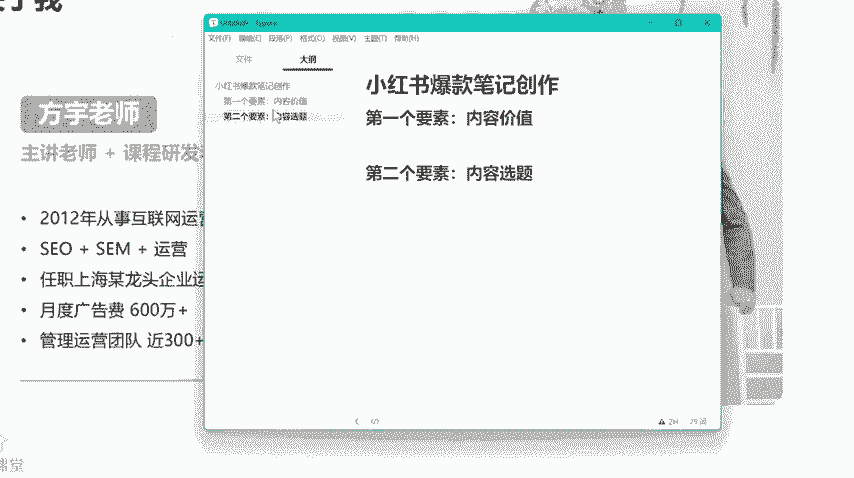 于我
方宇老师
主讲老师 + 课程研发
2012年从事互联网运营
SEO + SEM + 运营
任职上海某龙头企业运
月度广告费 600万+
管理运营团队 近300+
文件(F) 编辑(E) 段落(P) 格式(O) 视图(V) 主题(T) 帮助(H)
文件 大纲
小红书爆款笔记创作
第一个要素：内容价值
第二个要素：内容选题
小红书爆款笔记创作
第一个要素：内容价值
第二个要素：内容选题